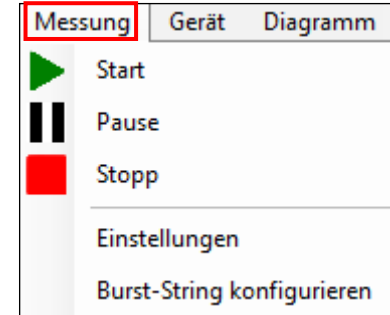 Messung Gerät Diagramm
Start
Pause
Stopp
Einstellungen
Burst-String konfigurieren